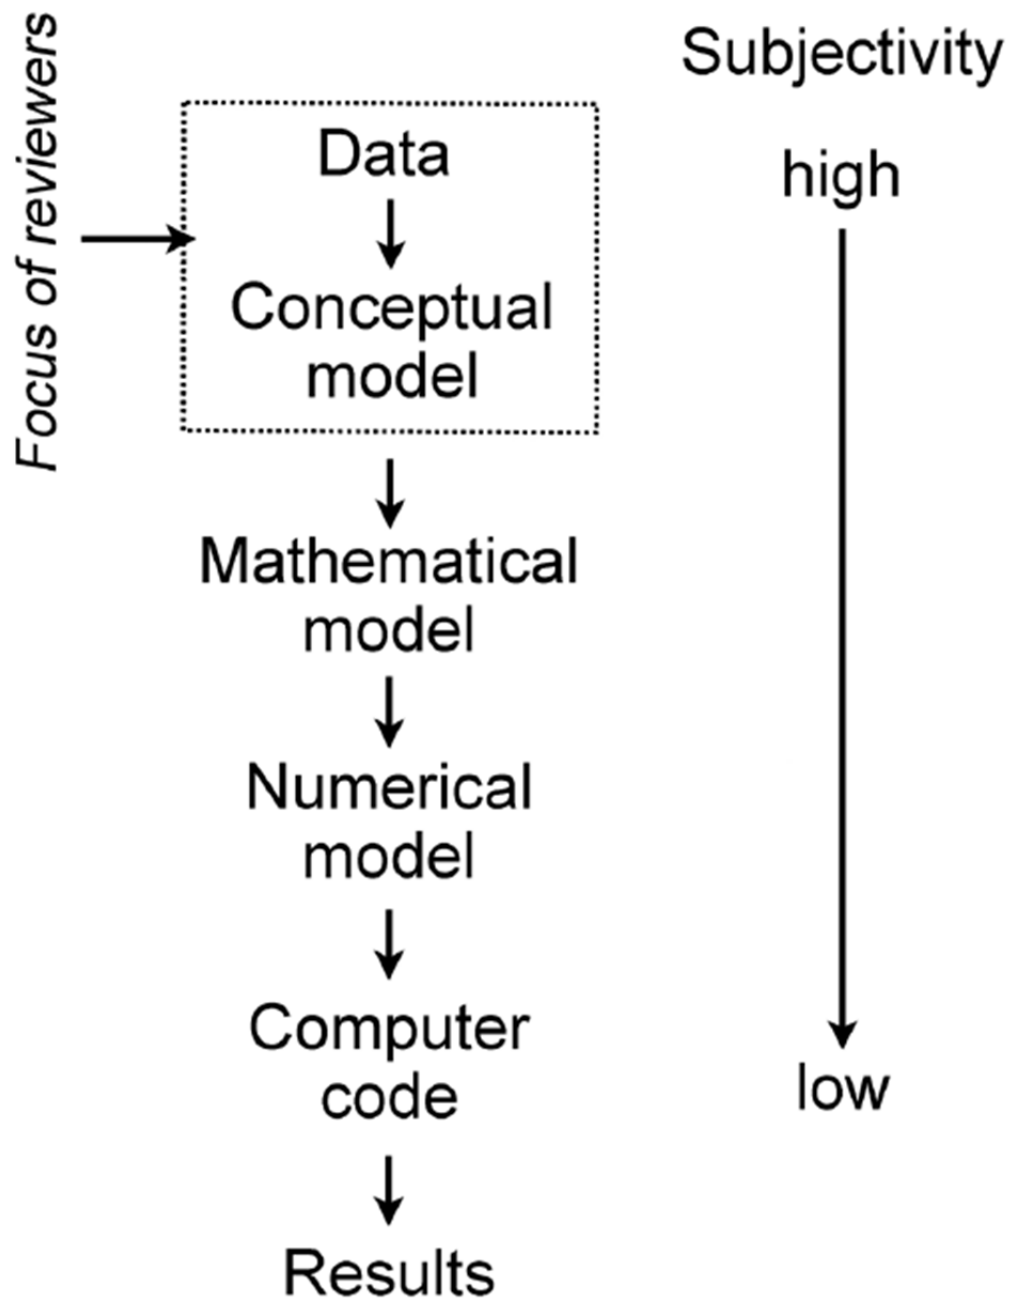 Focus of reviewers
Subjectivity
Data
high
Conceptual
model
Mathematical
model
Numerical
model
Computer
code
low
Results